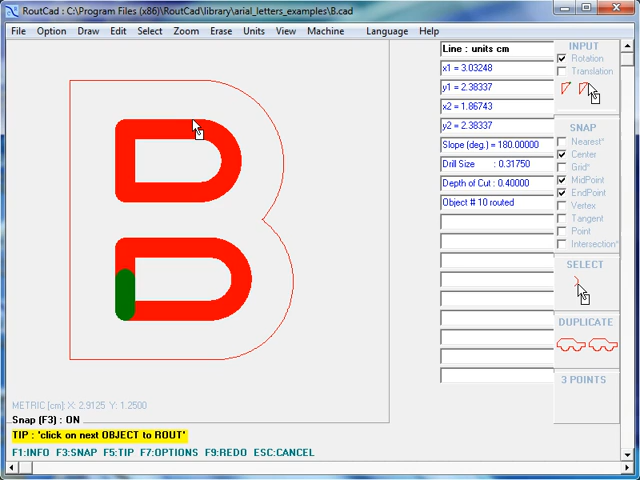 RoutCad : C:\Program Files (x86)\RoutCad\library\arial_letters_examples\B.cad
File Option Draw Edit Select Zoom Erase Units View Machine Language Help
Line : units cm
x1 = 3.03248
y1 = 2.38337
x2 = 1.86743
y2 = 2.38337
Slope (deg.) = 180.00000
Drill Size : 0.31750
Depth of Cut : 0.40000
Object # 10 routed
INPUT
Rotation
Translation
SNAP
Nearest*
Center
Grid*
MidPoint
EndPoint
Vertex
Tangent
Point
Intersection*
SELECT
DUPLICATE
3 POINTS
METRIC [cm]: X: 2.9125 Y: 1.2500
Snap (F3) : ON
TIP : 'click on next OBJECT to ROUT'
F1:INFO F3:SNAP F5:TIP F7:OPTIONS F9:REDO ESC:CANCEL